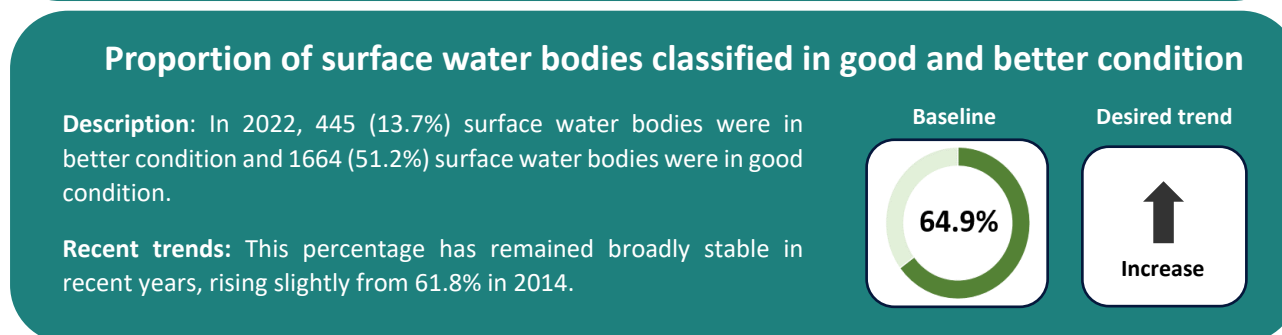 Proportion of surface water bodies classified in good and better condition
Description: In 2022, 445 (13.7%) surface water bodies were in
better condition and 1664 (51.2%) surface water bodies were in good
condition.
Recent trends: This percentage has remained broadly stable in
recent years, rising slightly from 61.8% in 2014.
Baseline
64.9%
Desired trend
Increase